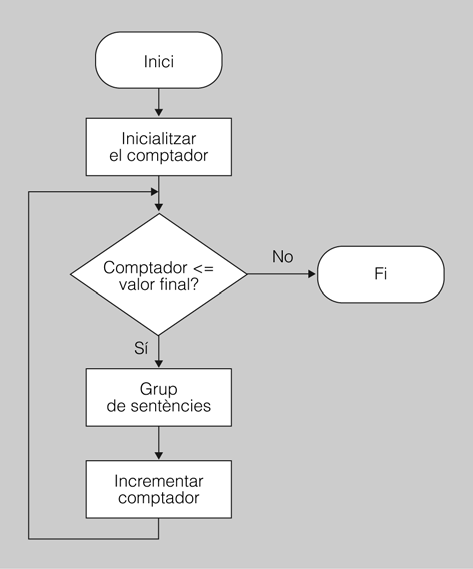 Inici
Inicialitzar
el comptador
Comptador <=
valor final?
No
Fi
Sí
Grup
de sentències
Incrementar
comptador